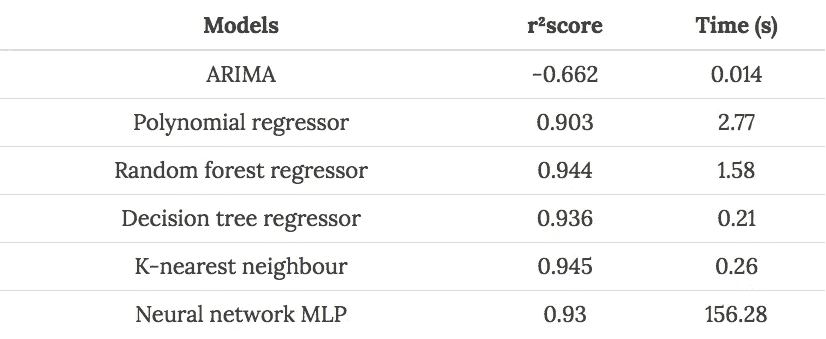 Models r²score Time (s)
ARIMA -0.662 0.014
Polynomial regressor 0.903 2.77
Random forest regressor 0.944 1.58
Decision tree regressor 0.936 0.21
K-nearest neighbour 0.945 0.26
Neural network MLP 0.93 156.28